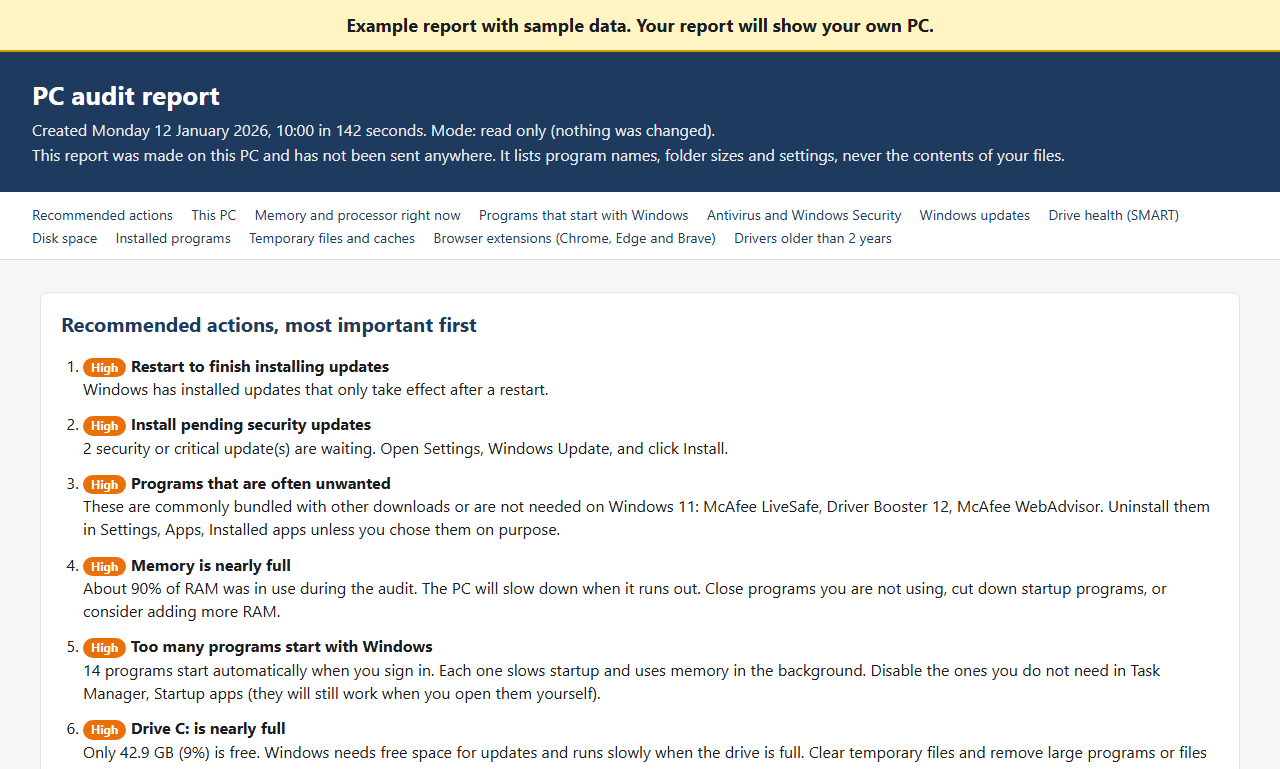 Example report with sample data. Your report will show your own PC.
PC audit report
Created Monday 12 January 2026, 10:00 in 142 seconds. Mode: read only (nothing was changed).
This report was made on this PC and has not been sent anywhere. It lists program names, folder sizes and settings, never the contents of your files.
Recommended actions This PC Memory and processor right now Programs that start with Windows Antivirus and Windows Security Windows updates Drive health (SMART)
Disk space Installed programs Temporary files and caches Browser extensions (Chrome, Edge and Brave) Drivers older than 2 years
Recommended actions, most important first
1. High Restart to finish installing updates
Windows has installed updates that only take effect after a restart.
2. High Install pending security updates
2 security or critical update(s) are waiting. Open Settings, Windows Update, and click Install.
3. High Programs that are often unwanted
These are commonly bundled with other downloads or are not needed on Windows 11: McAfee LiveSafe, Driver Booster 12, McAfee WebAdvisor. Uninstall them
in Settings, Apps, Installed apps unless you chose them on purpose.
4. High Memory is nearly full
About 90% of RAM was in use during the audit. The PC will slow down when it runs out. Close programs you are not using, cut down startup programs, or
consider adding more RAM.
5. High Too many programs start with Windows
14 programs start automatically when you sign in. Each one slows startup and uses memory in the background. Disable the ones you do not need in Task
Manager, Startup apps (they will still work when you open them yourself).
6. High Drive C: is nearly full
Only 42.9 GB (9%) is free. Windows needs free space for updates and runs slowly when the drive is full. Clear temporary files and remove large programs or files